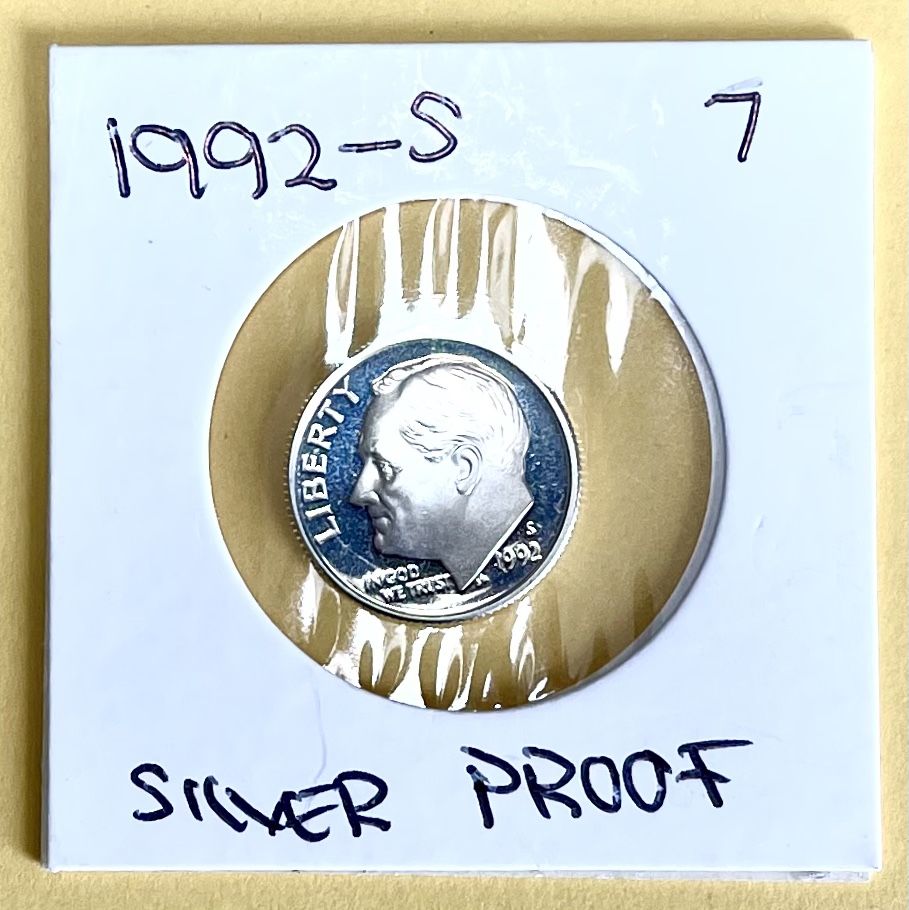 1992-S 7
LIBERTY
IN GOD
WE TRUST
S
1992
SILVER PROOF